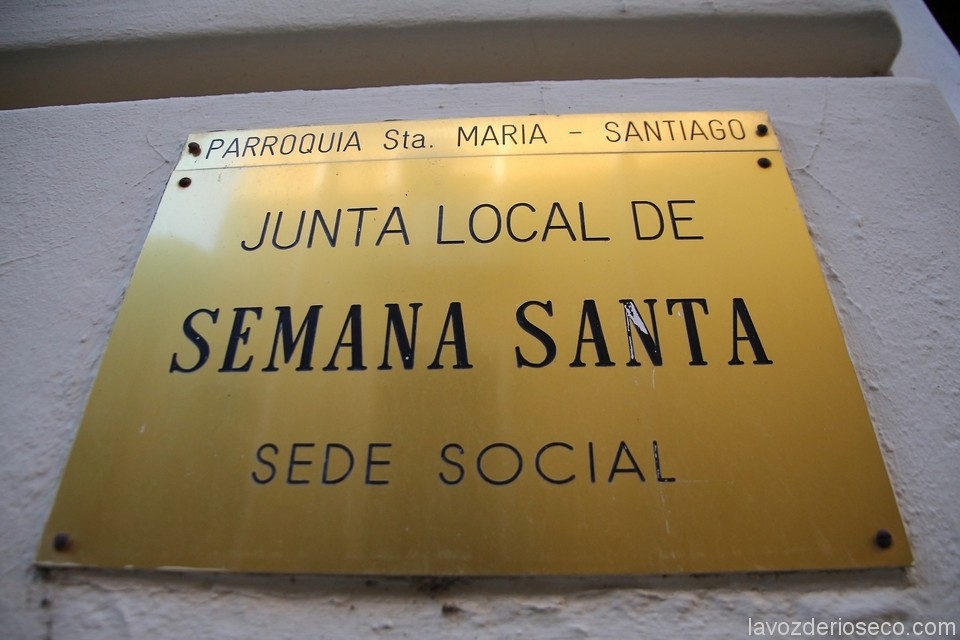 PARROQUIA Sta. MARIA - SANTIAGO
JUNTA LOCAL DE
SEMANA SANTA
SEDE SOCIAL
lavozderioseco.com